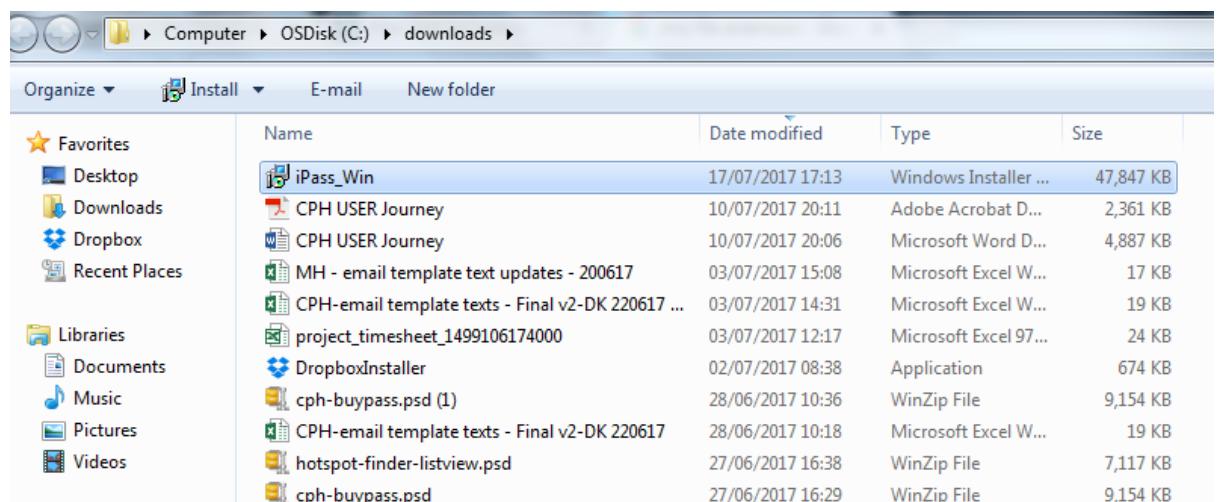 Computer ▸ OSDisk (C:) ▸ downloads ▸
Organize Install E-mail New folder
Name Date modified Type Size
Favorites
Desktop
Downloads
Dropbox
Recent Places
Libraries
Documents
Music
Pictures
Videos
iPass_Win 17/07/2017 17:13 Windows Installer ... 47,847 KB
CPH USER Journey 10/07/2017 20:11 Adobe Acrobat D... 2,361 KB
CPH USER Journey 10/07/2017 20:06 Microsoft Word D... 4,887 KB
MH - email template text updates - 200617 03/07/2017 15:08 Microsoft Excel W... 17 KB
CPH-email template texts - Final v2-DK 220617 ... 03/07/2017 14:31 Microsoft Excel W... 19 KB
project_timesheet_1499106174000 03/07/2017 12:17 Microsoft Excel 97... 24 KB
DropboxInstaller 02/07/2017 08:38 Application 674 KB
cph-buypass.psd (1) 28/06/2017 10:36 WinZip File 9,154 KB
CPH-email template texts - Final v2-DK 220617 28/06/2017 10:18 Microsoft Excel W... 19 KB
hotspot-finder-listview.psd 27/06/2017 16:38 WinZip File 7,117 KB
cph-buypass.psd 27/06/2017 16:29 WinZip File 9,154 KB